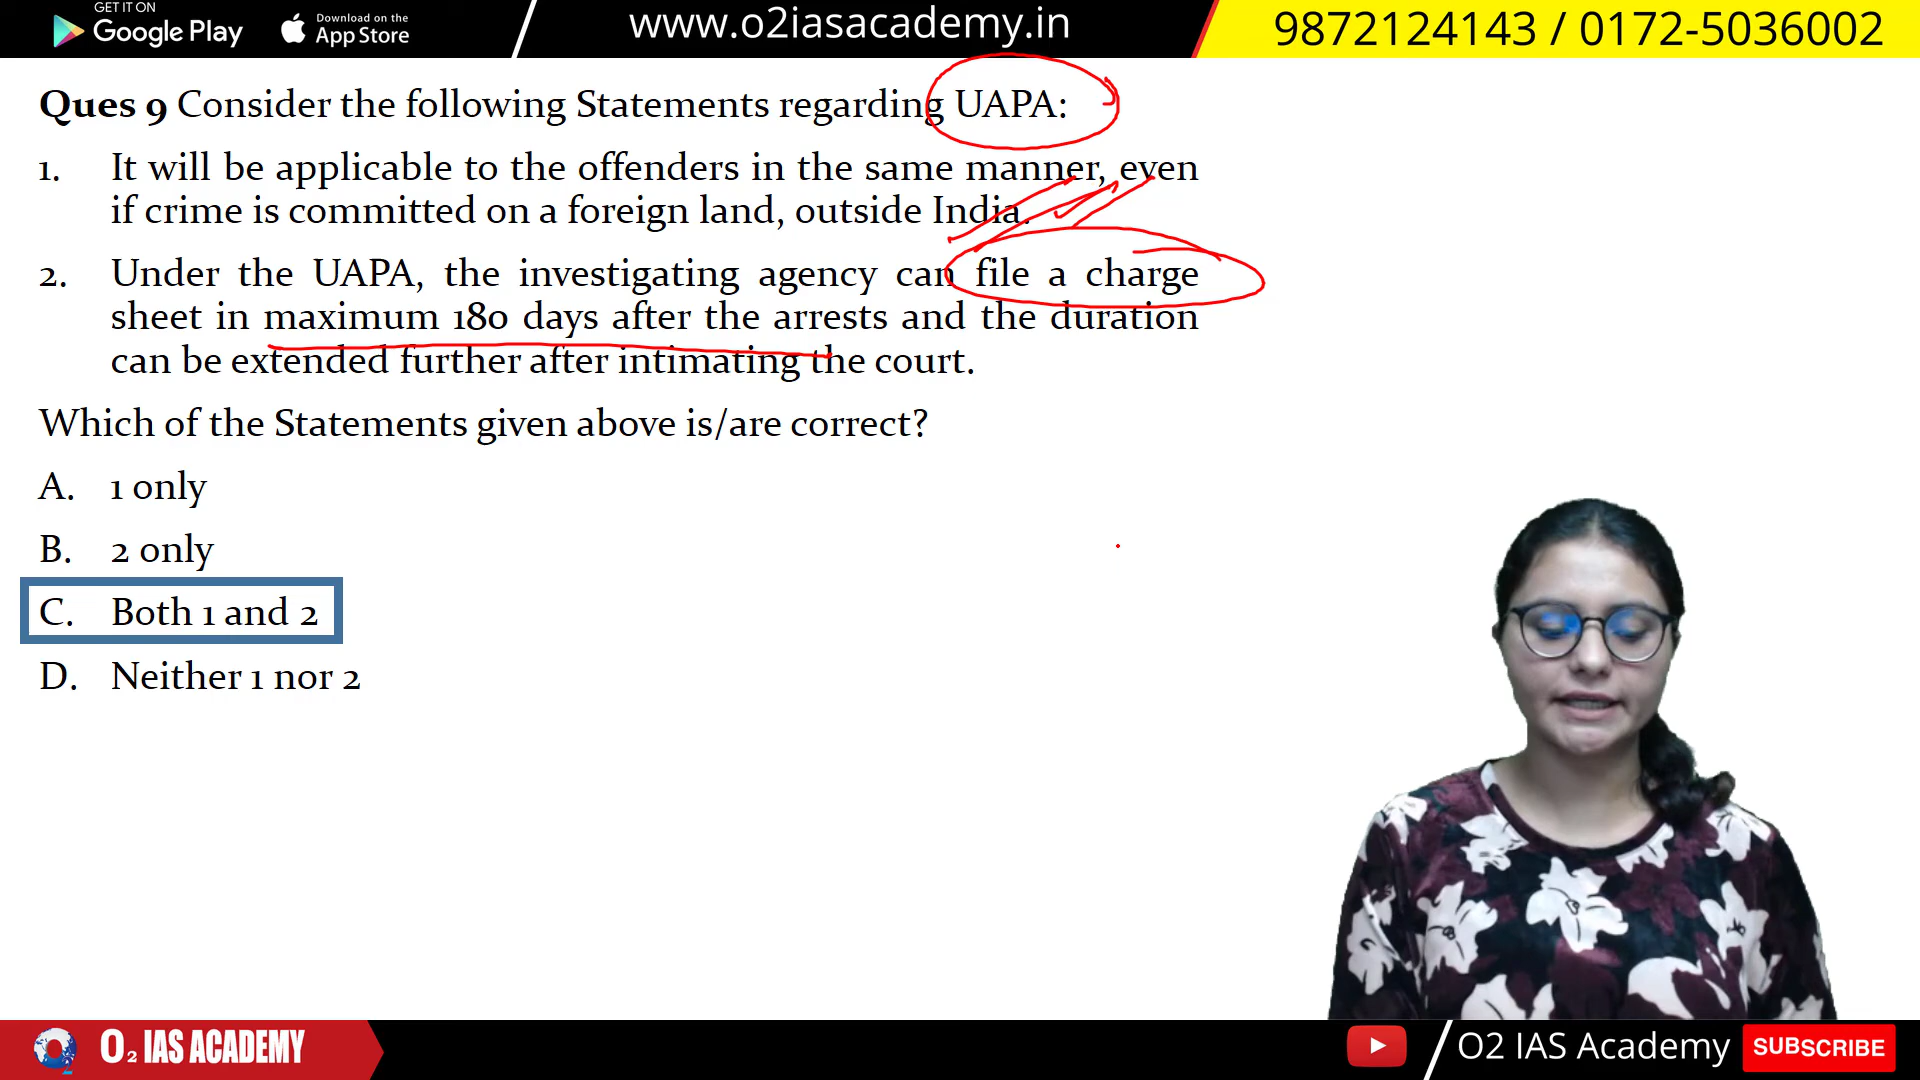 GET IT ON
Google Play
Download on the
App Store
www.o2iasacademy.in
9872124143 / 0172-5036002
Ques 9 Consider the following Statements regarding UAPA:
1. It will be applicable to the offenders in the same manner, even
if crime is committed on a foreign land, outside India.
2. Under the UAPA, the investigating agency can file a charge
sheet in maximum 180 days after the arrests and the duration
can be extended further after intimating the court.
Which of the Statements given above is/are correct?
A. 1 only
B. 2 only
C. Both 1 and 2
D. Neither 1 nor 2
O2 IAS ACADEMY
O2 IAS Academy
SUBSCRIBE